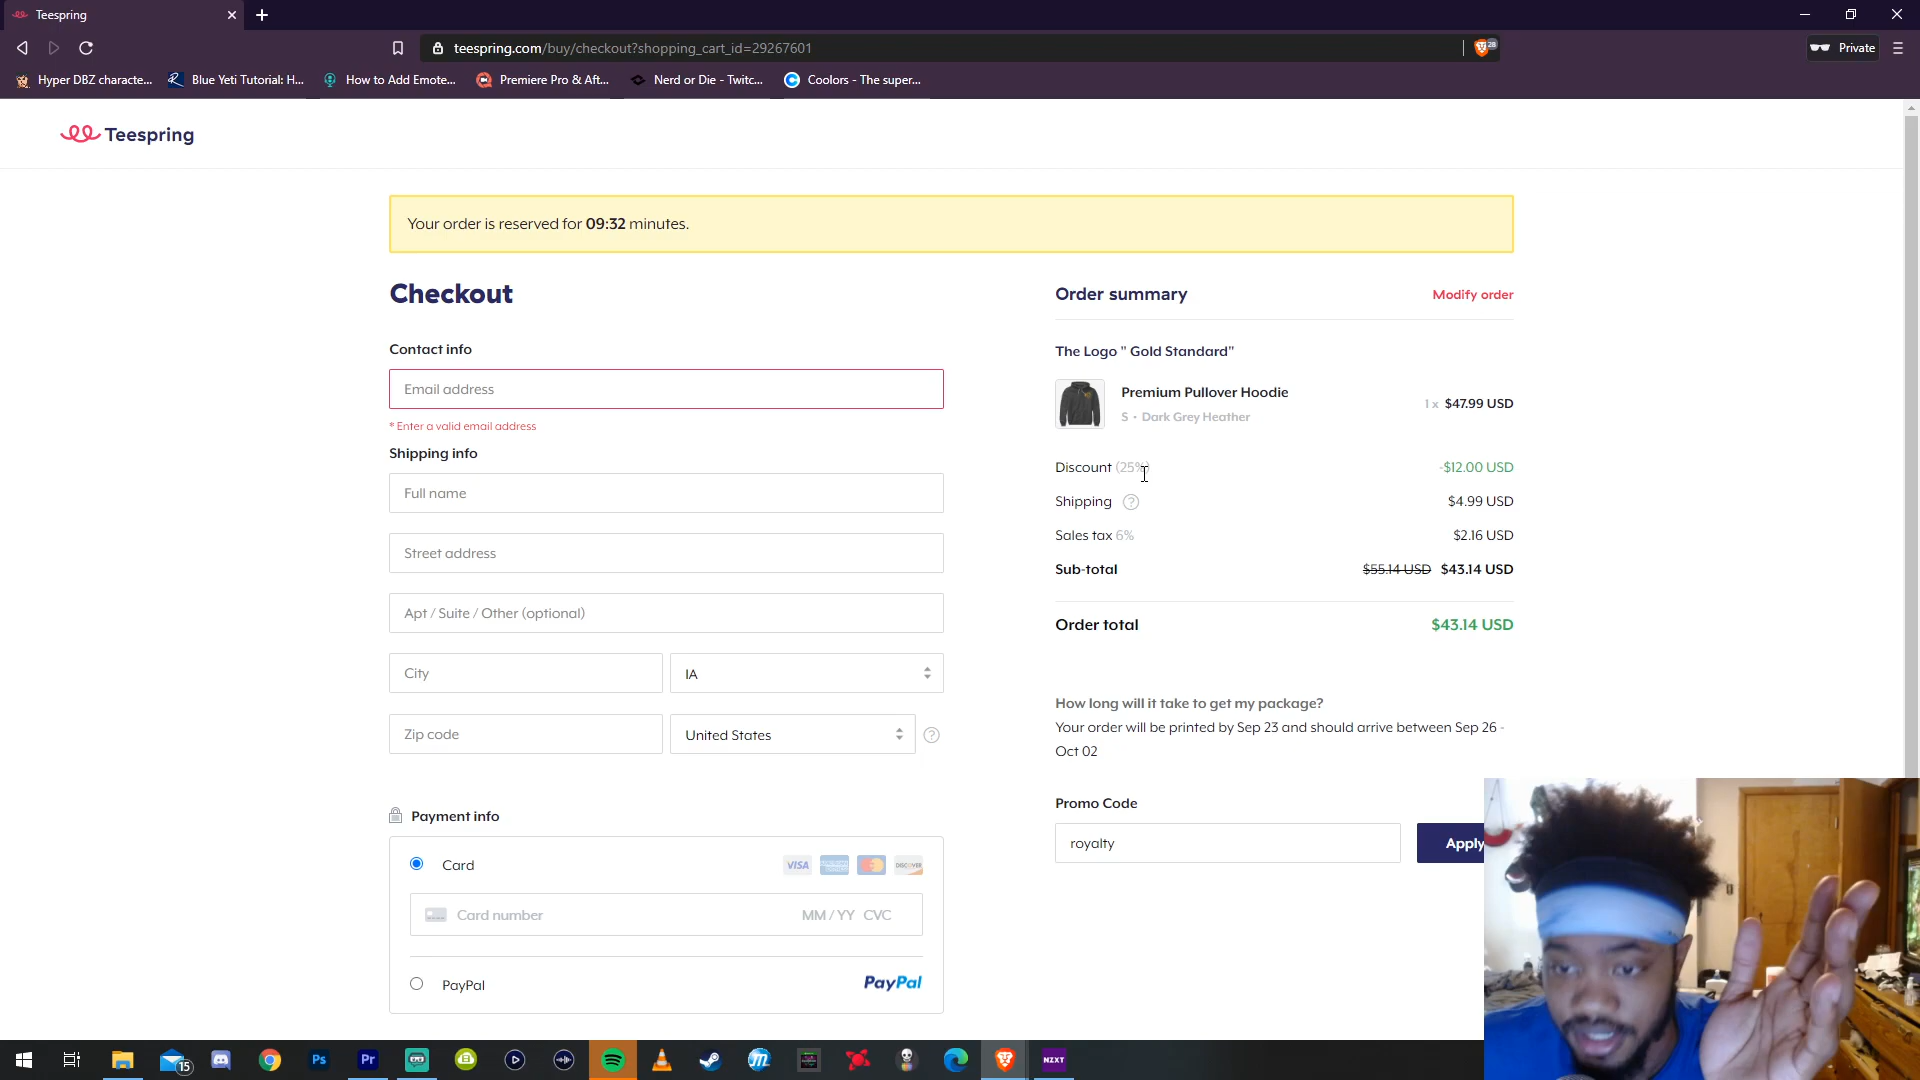 Teespring
teespring.com/buy/checkout?shopping_cart_id=29267601
28
Private
Hyper DBZ characte...
Blue Yeti Tutorial: H...
How to Add Emote...
Premiere Pro & Aft...
Nerd or Die - Twitc...
Coolors - The super...
Teespring
Your order is reserved for 09:32 minutes.
Checkout
Contact info
Email address
* Enter a valid email address
Shipping info
Full name
Street address
Apt / Suite / Other (optional)
City
IA
Zip code
United States
?
Payment info
Card
VISA
DISCOVER
Card number
MM / YY CVC
PayPal
PayPal
Order summary
Modify order
The Logo " Gold Standard"
Premium Pullover Hoodie
1 x $47.99 USD
S • Dark Grey Heather
Discount (25%)
-$12.00 USD
Shipping ?
$4.99 USD
Sales tax 6%
$2.16 USD
Sub-total
$55.14 USD $43.14 USD
Order total
$43.14 USD
How long will it take to get my package?
Your order will be printed by Sep 23 and should arrive between Sep 26 -
Oct 02
Promo Code
royalty
Apply
15
Ps
Pr
NZXT